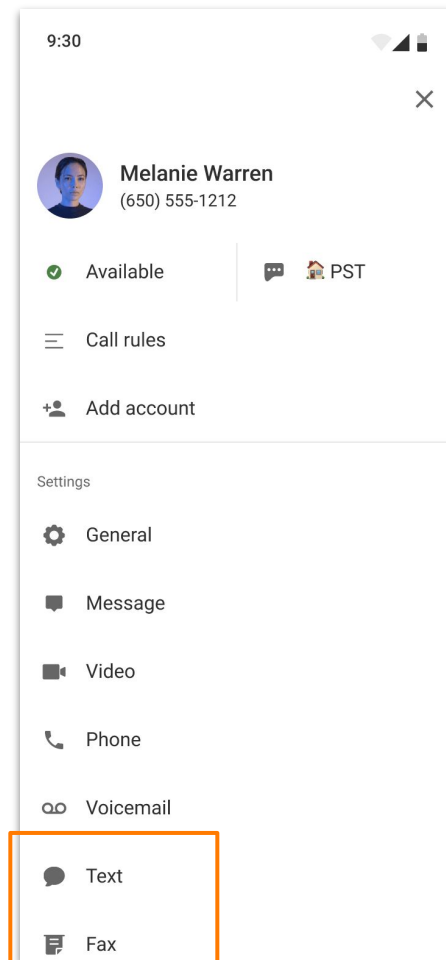 9:30
Melanie Warren
(650) 555-1212
Available
PST
Call rules
Add account
Settings
General
Message
Video
Phone
Voicemail
Text
Fax